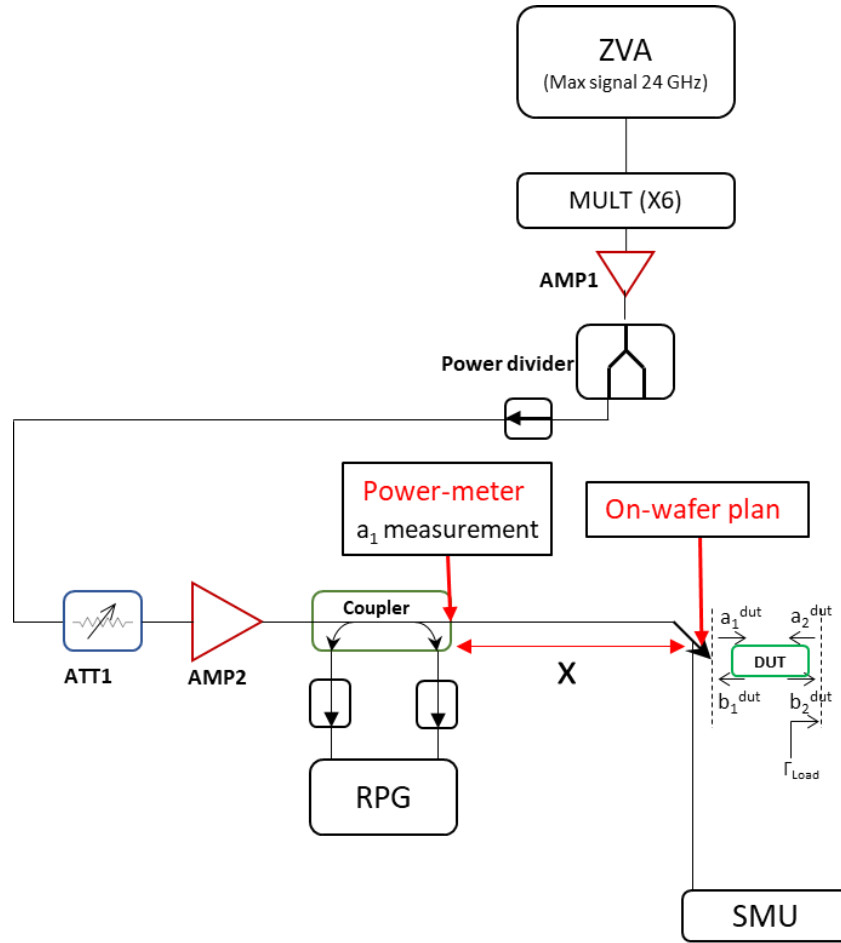 ZVA
(Max signal 24 GHz)
MULT (X6)
AMP1
Power divider
Power-meter
a₁ measurement
On-wafer plan
Coupler
ATT1
AMP2
X
a₁ᵈᵘᵗ a₂ᵈᵘᵗ
DUT
b₁ᵈᵘᵗ b₂ᵈᵘᵗ
Γ_Load
RPG
SMU